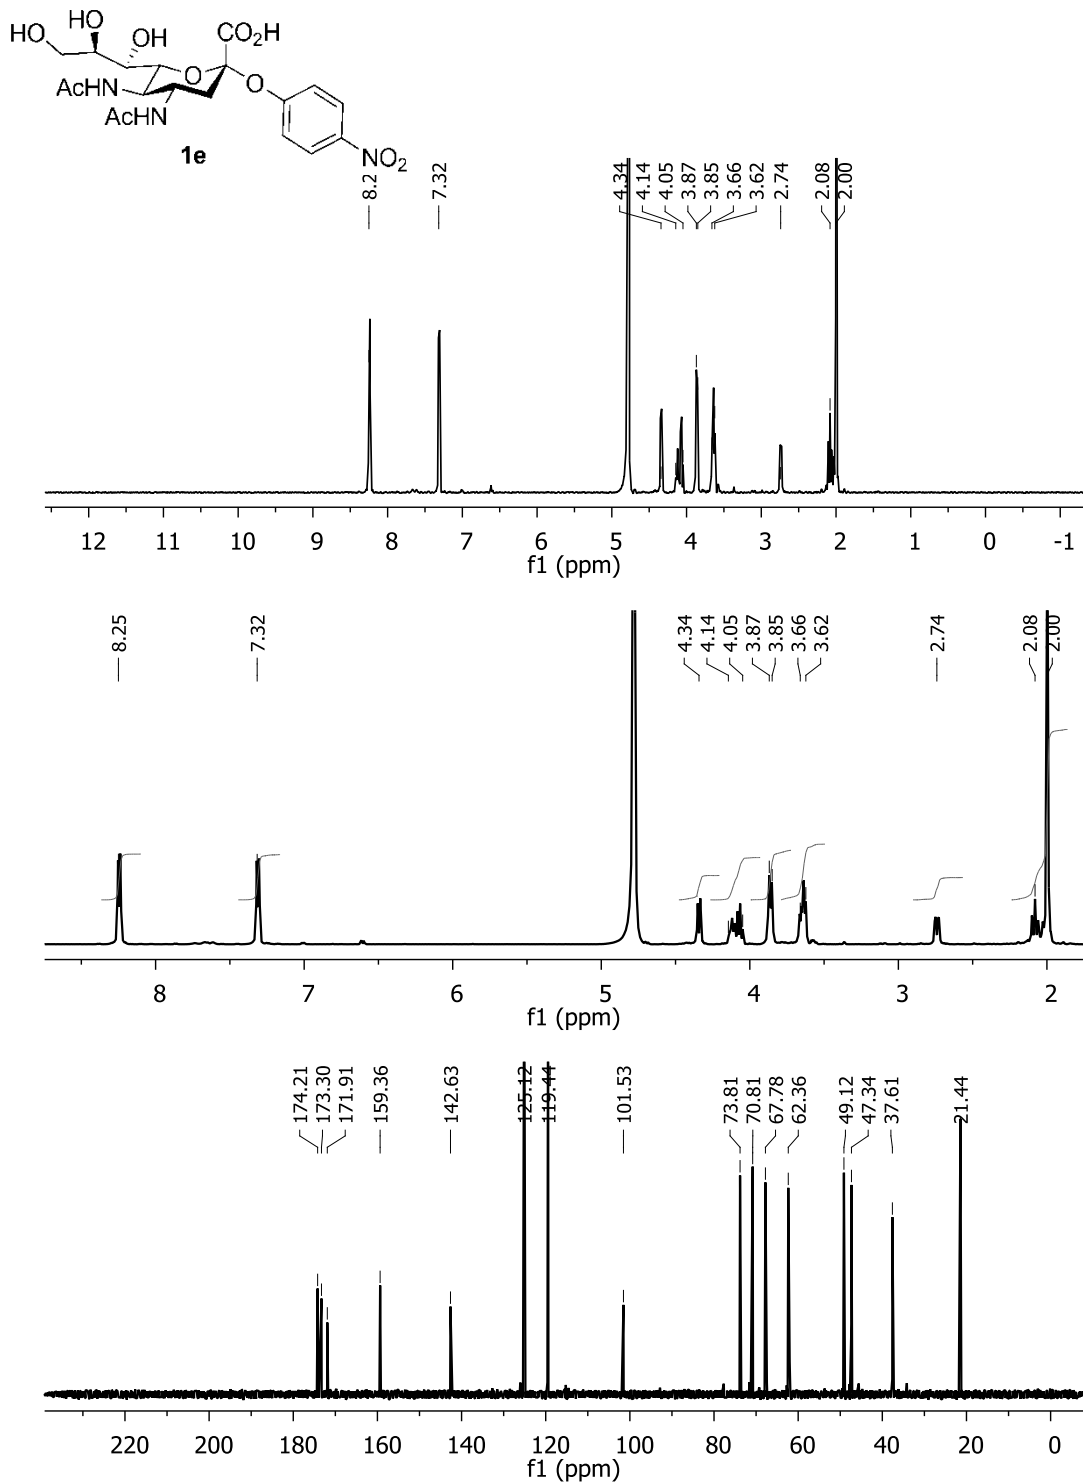 HO HO OH CO₂H
O
O
AcHN
AcHN
NO₂
1e
8.2 7.32 4.34 4.14 4.05 3.87 3.85 3.66 3.62 2.74 2.08 2.00
12 11 10 9 8 7 6 5 4 3 2 1 0 -1
f1 (ppm)
8.25 7.32 4.34 4.14 4.05 3.87 3.85 3.66 3.62 2.74 2.08 2.00
8 7 6 5 4 3 2
f1 (ppm)
174.21 173.30 171.91 159.36 142.63 125.12 119.44 101.53 73.81 70.81 67.78 62.36 49.12 47.34 37.61 21.44
220 200 180 160 140 120 100 80 60 40 20 0
f1 (ppm)